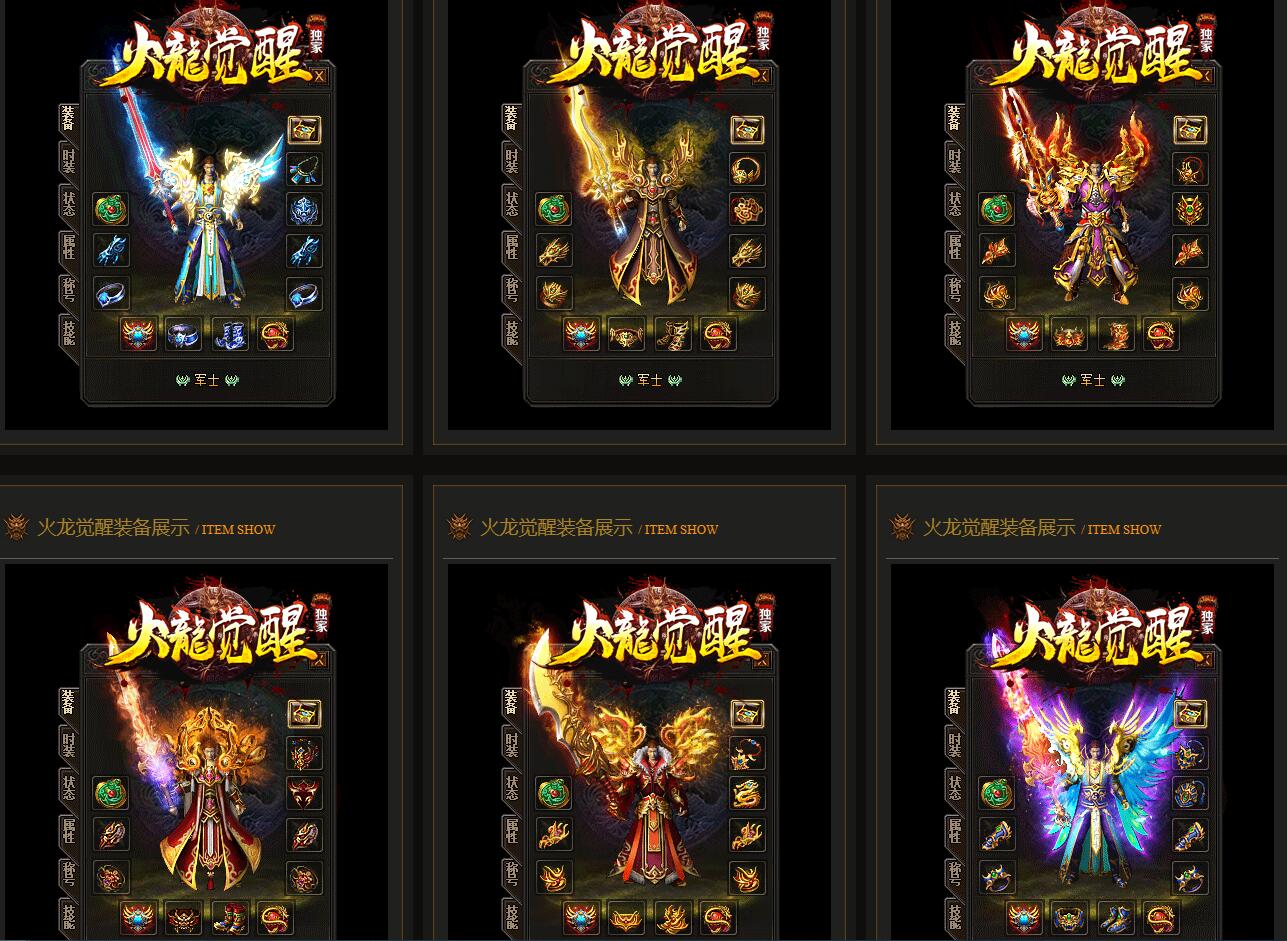 火龍觉醒 独家
X
装备
时装
状态
属性
称号
技能
军士
火龍觉醒 独家
X
装备
时装
状态
属性
称号
技能
军士
火龍觉醒 独家
X
装备
时装
状态
属性
称号
技能
军士
火龙觉醒装备展示 / ITEM SHOW
火龙觉醒装备展示 / ITEM SHOW
火龙觉醒装备展示 / ITEM SHOW
火龍觉醒 独家
X
装备
时装
状态
属性
称号
技能
火龍觉醒 独家
X
装备
时装
状态
属性
称号
技能
火龍觉醒 独家
X
装备
时装
状态
属性
称号
技能